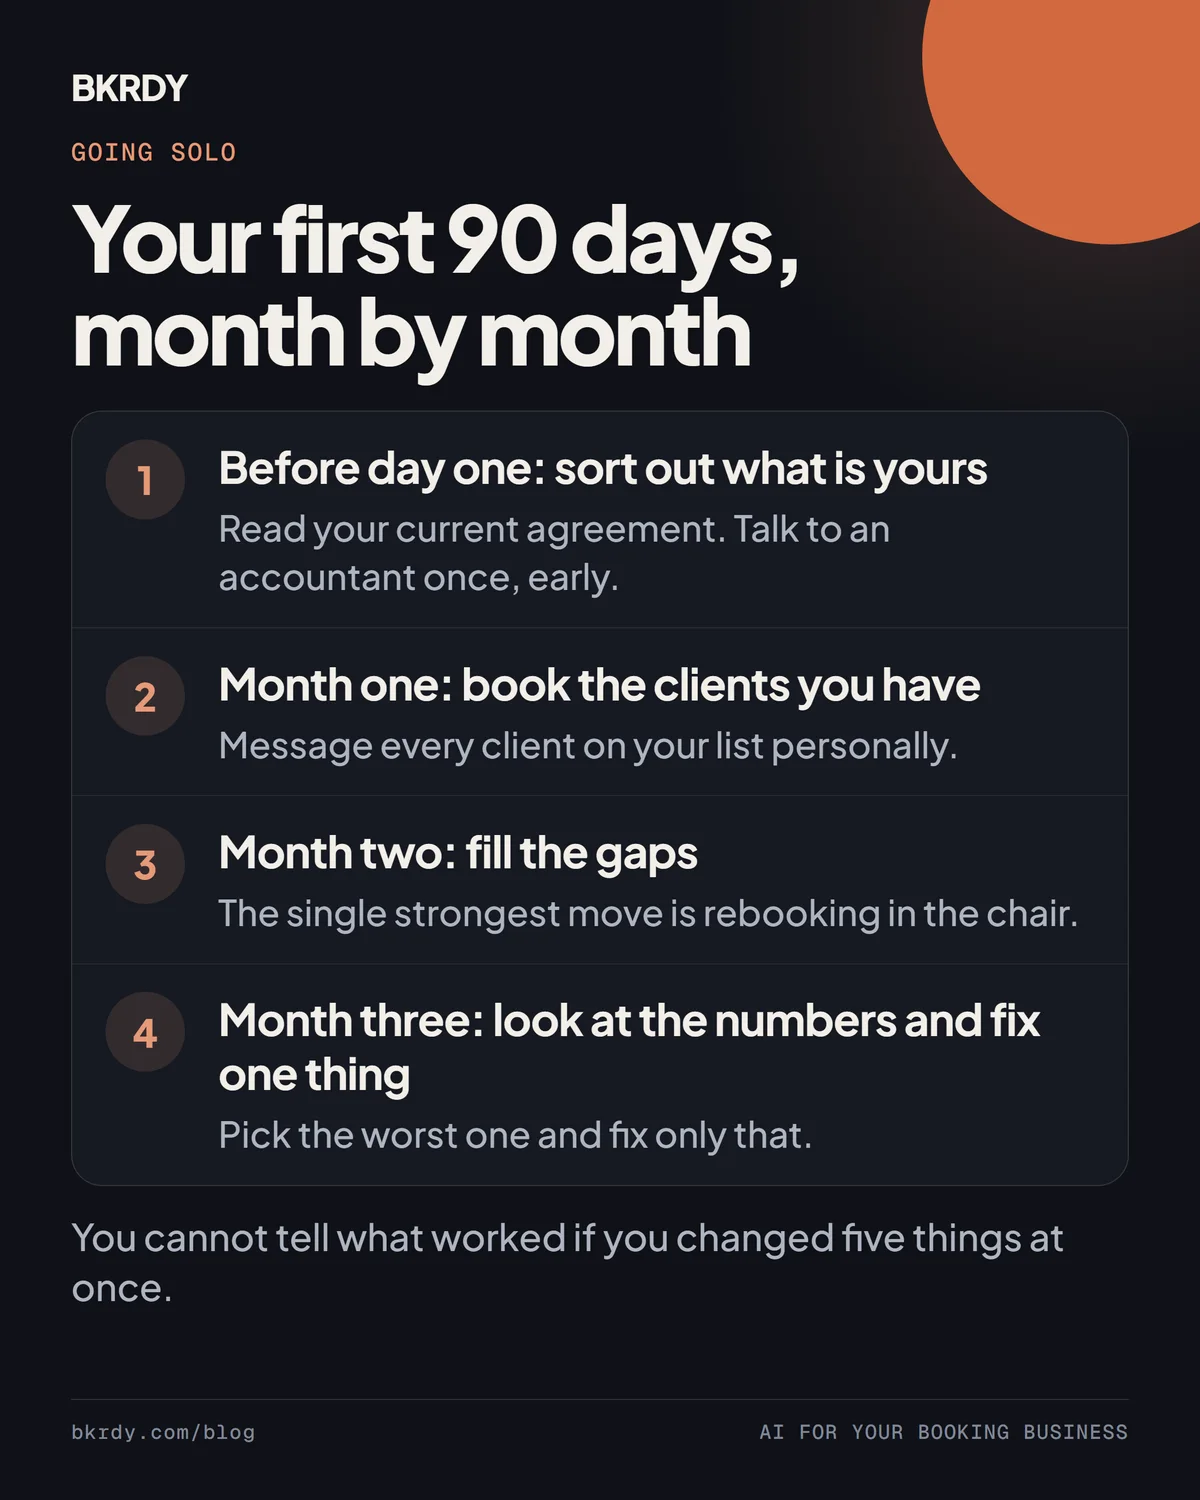 BKRDY
GOING SOLO
Your first 90 days,
month by month
1
Before day one: sort out what is yours
Read your current agreement. Talk to an
accountant once, early.
2
Month one: book the clients you have
Message every client on your list personally.
3
Month two: fill the gaps
The single strongest move is rebooking in the chair.
4
Month three: look at the numbers and fix
one thing
Pick the worst one and fix only that.
You cannot tell what worked if you changed five things at
once.
bkrdy.com/blog
AI FOR YOUR BOOKING BUSINESS